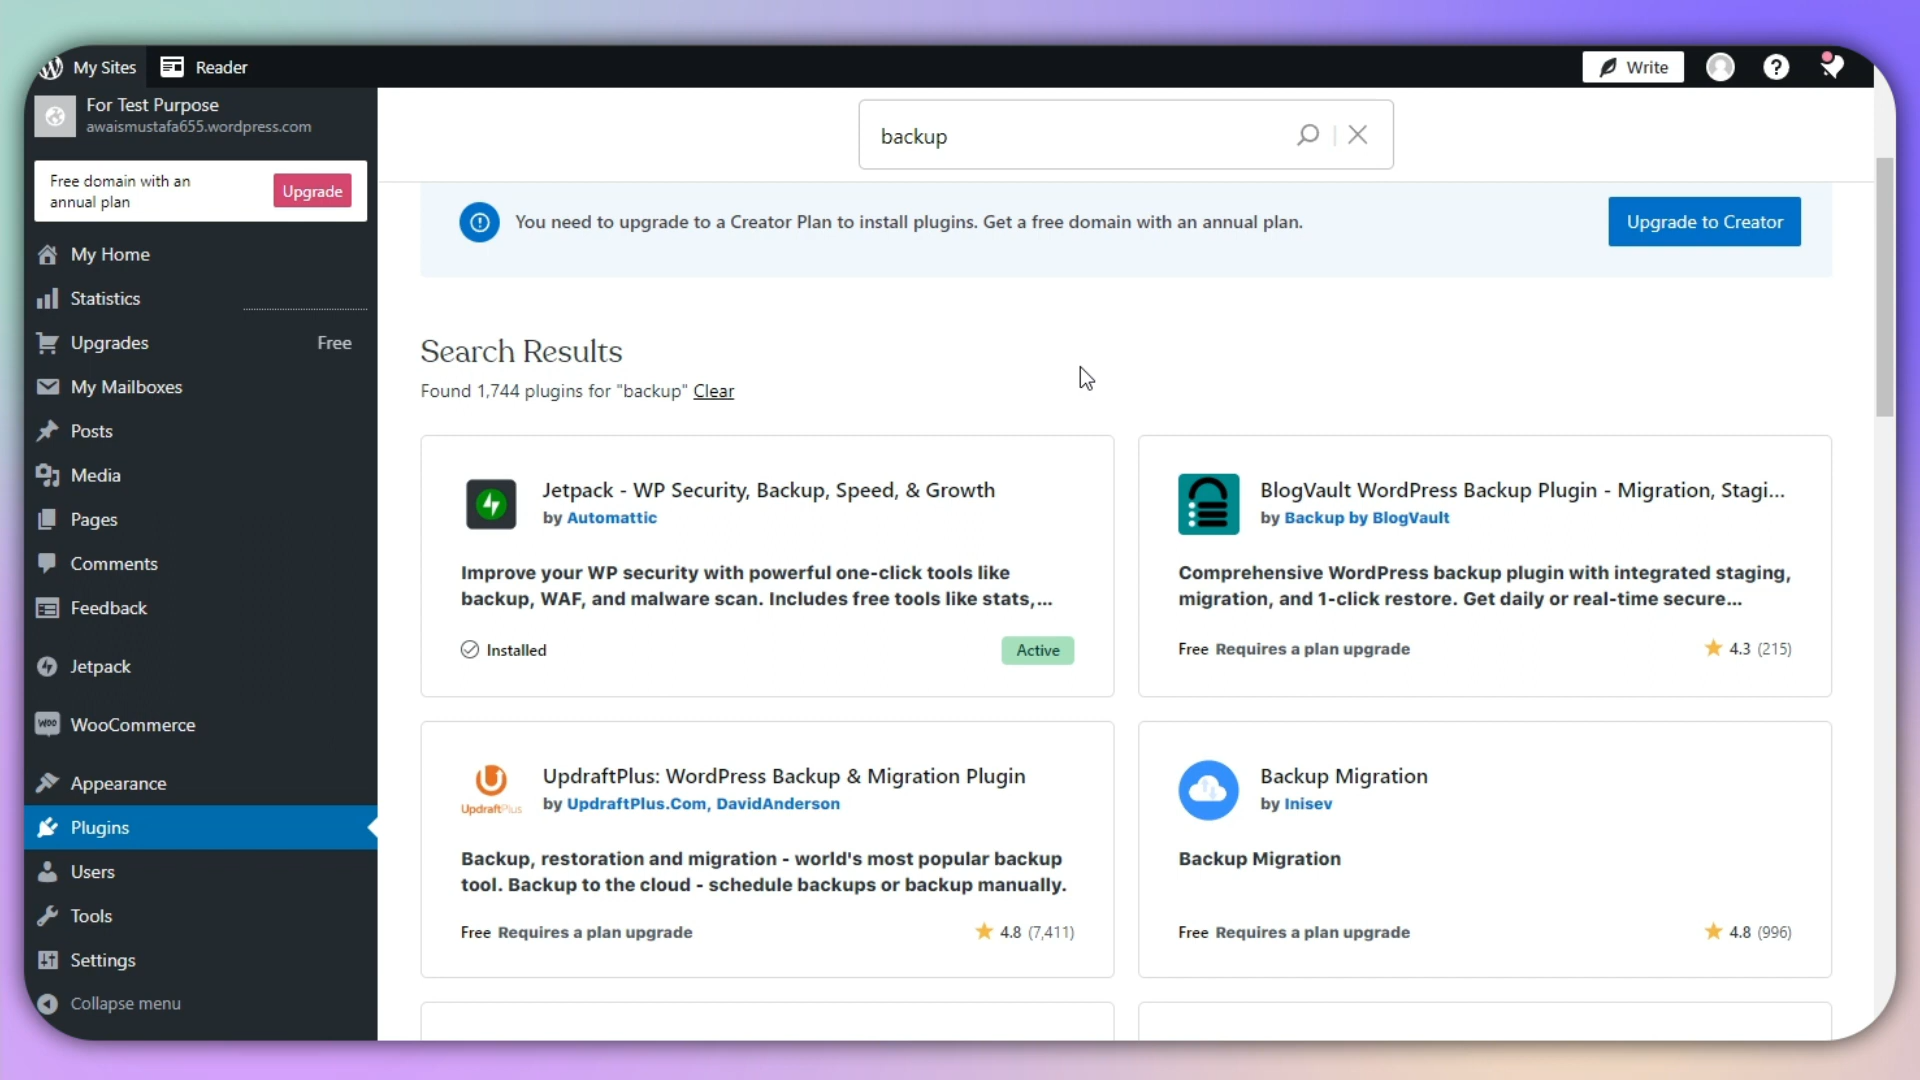 My Sites
Reader
Write
For Test Purpose
awaismustafa655.wordpress.com
Free domain with an
annual plan
Upgrade
My Home
Statistics
Upgrades
Free
My Mailboxes
Posts
Media
Pages
Comments
Feedback
Jetpack
WOO
WooCommerce
Appearance
Plugins
Users
Tools
Settings
Collapse menu
backup
You need to upgrade to a Creator Plan to install plugins. Get a free domain with an annual plan.
Upgrade to Creator
Search Results
Found 1,744 plugins for "backup" Clear
Jetpack - WP Security, Backup, Speed, & Growth
by Automattic
Improve your WP security with powerful one-click tools like
backup, WAF, and malware scan. Includes free tools like stats,...
Installed
Active
BlogVault WordPress Backup Plugin - Migration, Stagi...
by Backup by BlogVault
Comprehensive WordPress backup plugin with integrated staging,
migration, and 1-click restore. Get daily or real-time secure...
Free Requires a plan upgrade
4.3 (215)
UpdraftPlus
UpdraftPlus: WordPress Backup & Migration Plugin
by UpdraftPlus.Com, DavidAnderson
Backup, restoration and migration - world's most popular backup
tool. Backup to the cloud - schedule backups or backup manually.
Free Requires a plan upgrade
4.8 (7,411)
Backup Migration
by Inisev
Backup Migration
Free Requires a plan upgrade
4.8 (996)